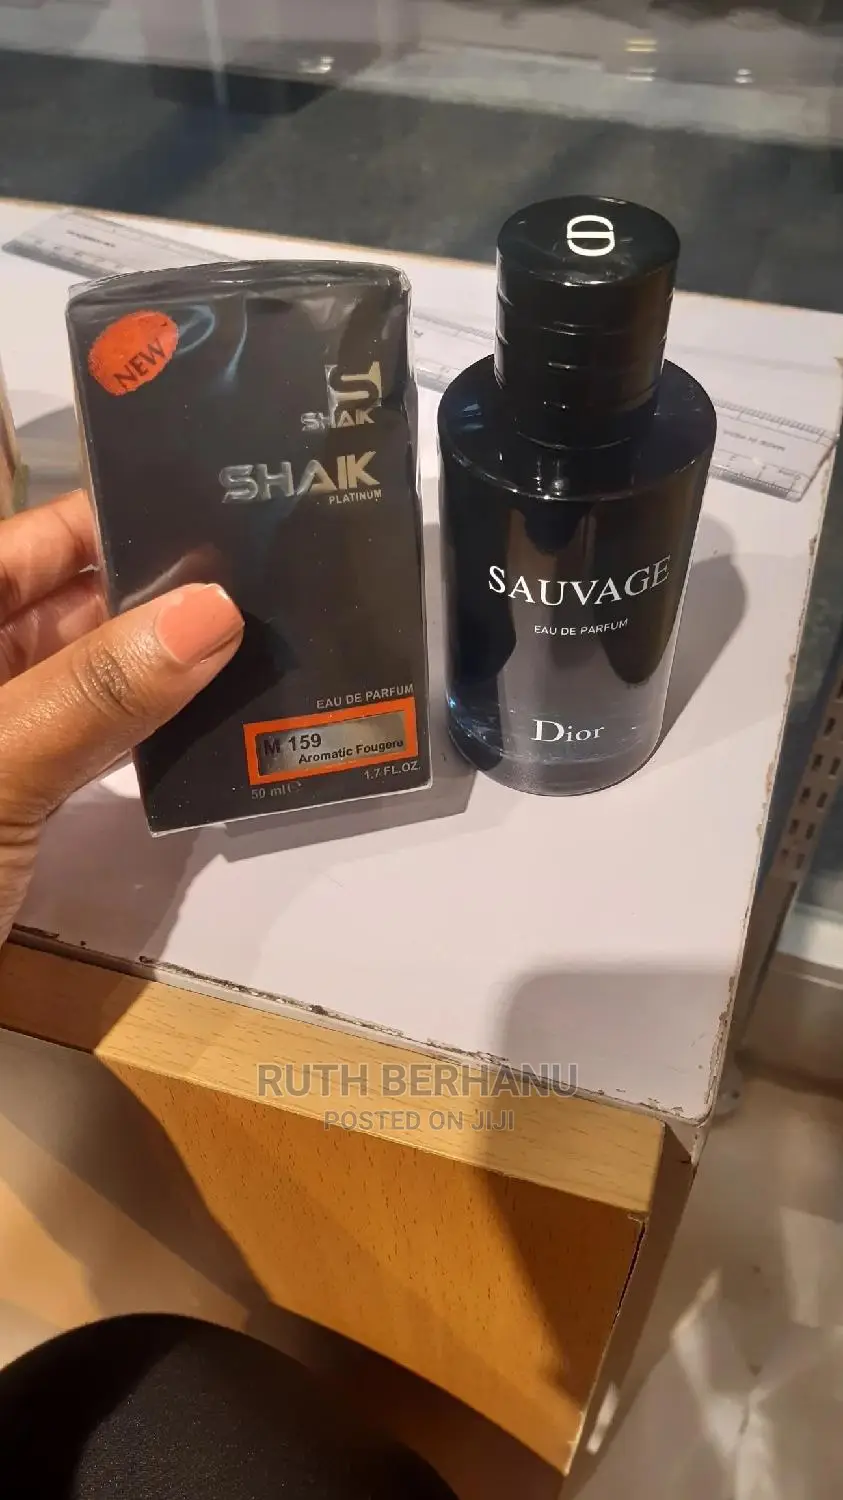 NEW
S
SHAIK
SHAIK
PLATINUM
EAU DE PARFUM
M 159
Aromatic Fougere
50 ml e 1.7 FL.OZ
SAUVAGE
EAU DE PARFUM
Dior
RUTH BERHANU
POSTED ON JIJI